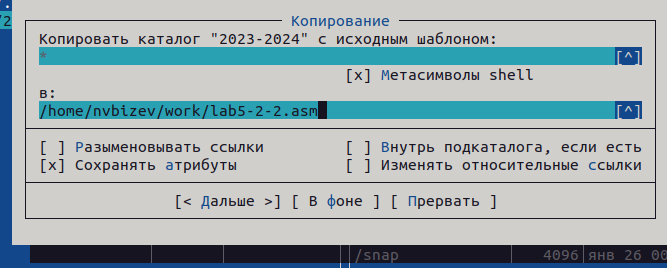 Копирование
Копировать каталог "2023-2024" с исходным шаблоном:
* [^]
[x] Метасимволы shell
в:
/home/nvbizev/work/lab5-2-2.asm [^]
[ ] Разыменовывать ссылки [ ] Внутрь подкаталога, если есть
[x] Сохранять атрибуты [ ] Изменять относительные ссылки
[< Дальше >] [ В фоне ] [ Прервать ]
/snap 4096 янв 26 00